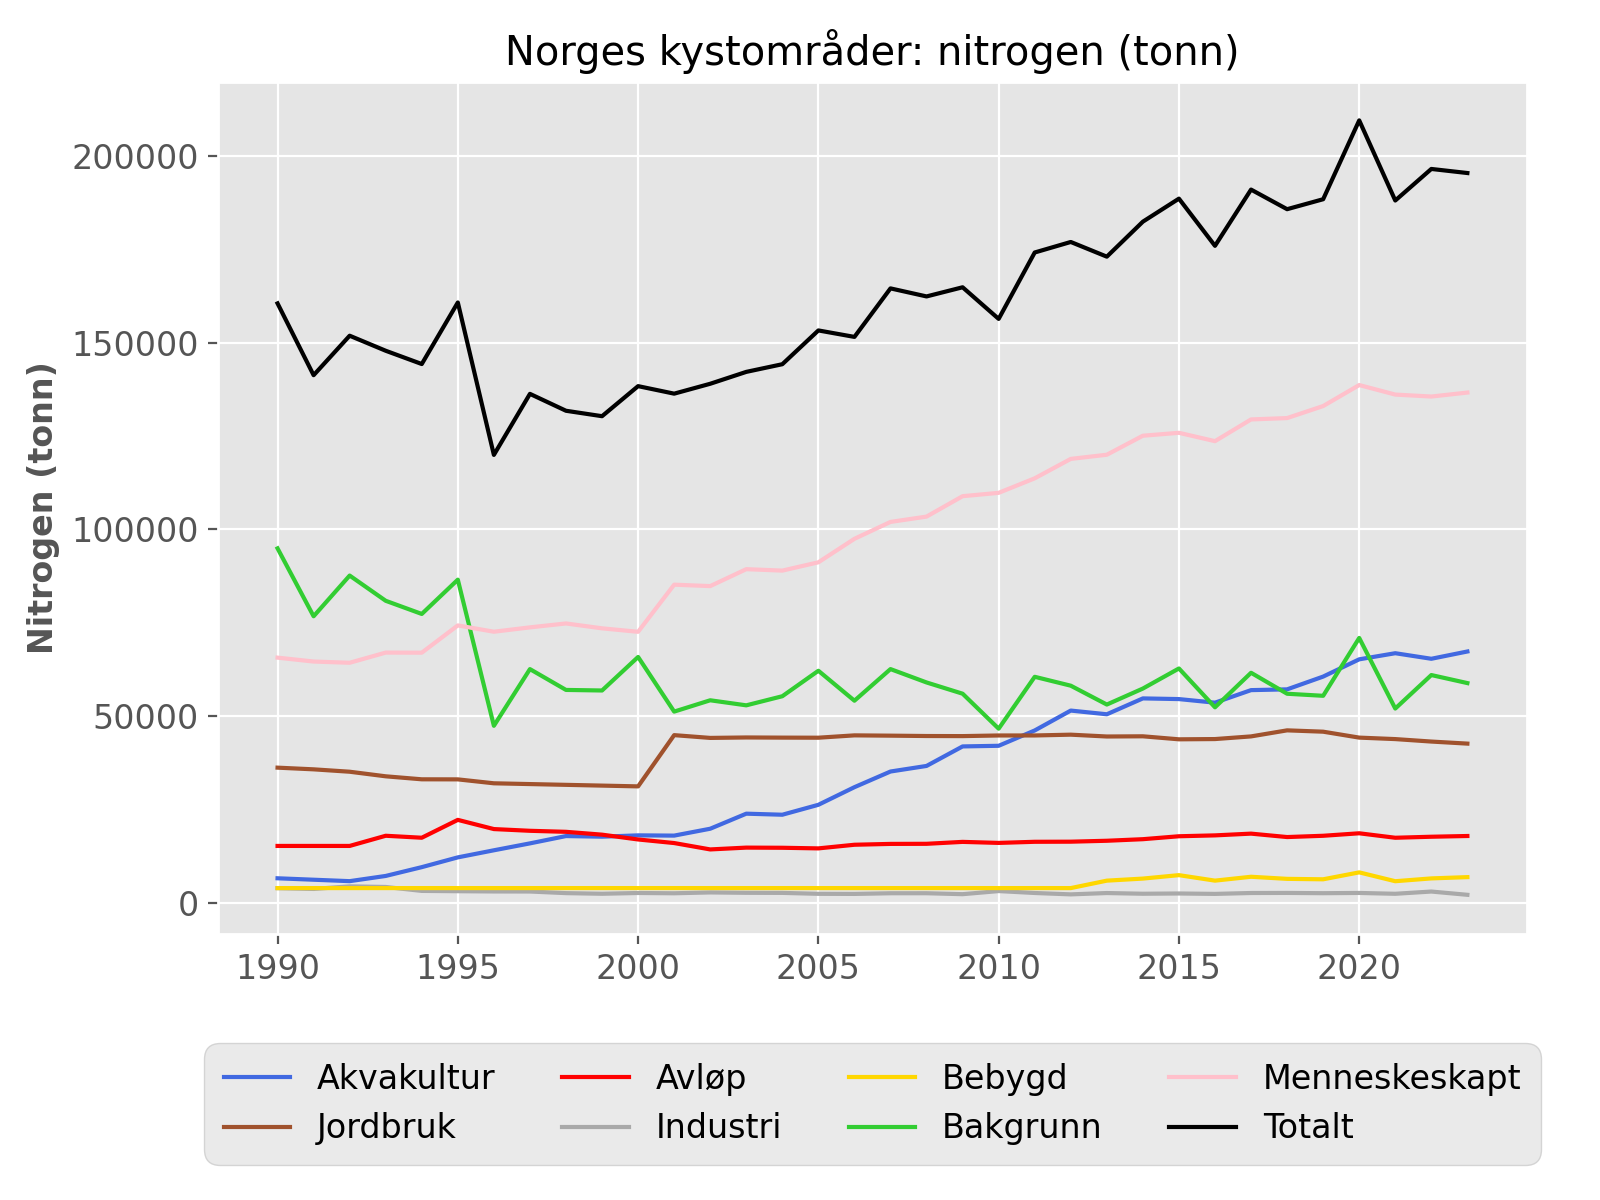 Norges kystområder: nitrogen (tonn)
Nitrogen (tonn)
200000
150000
100000
50000
0
1990 1995 2000 2005 2010 2015 2020
Akvakultur Avløp Bebygd Menneskeskapt
Jordbruk Industri Bakgrunn Totalt